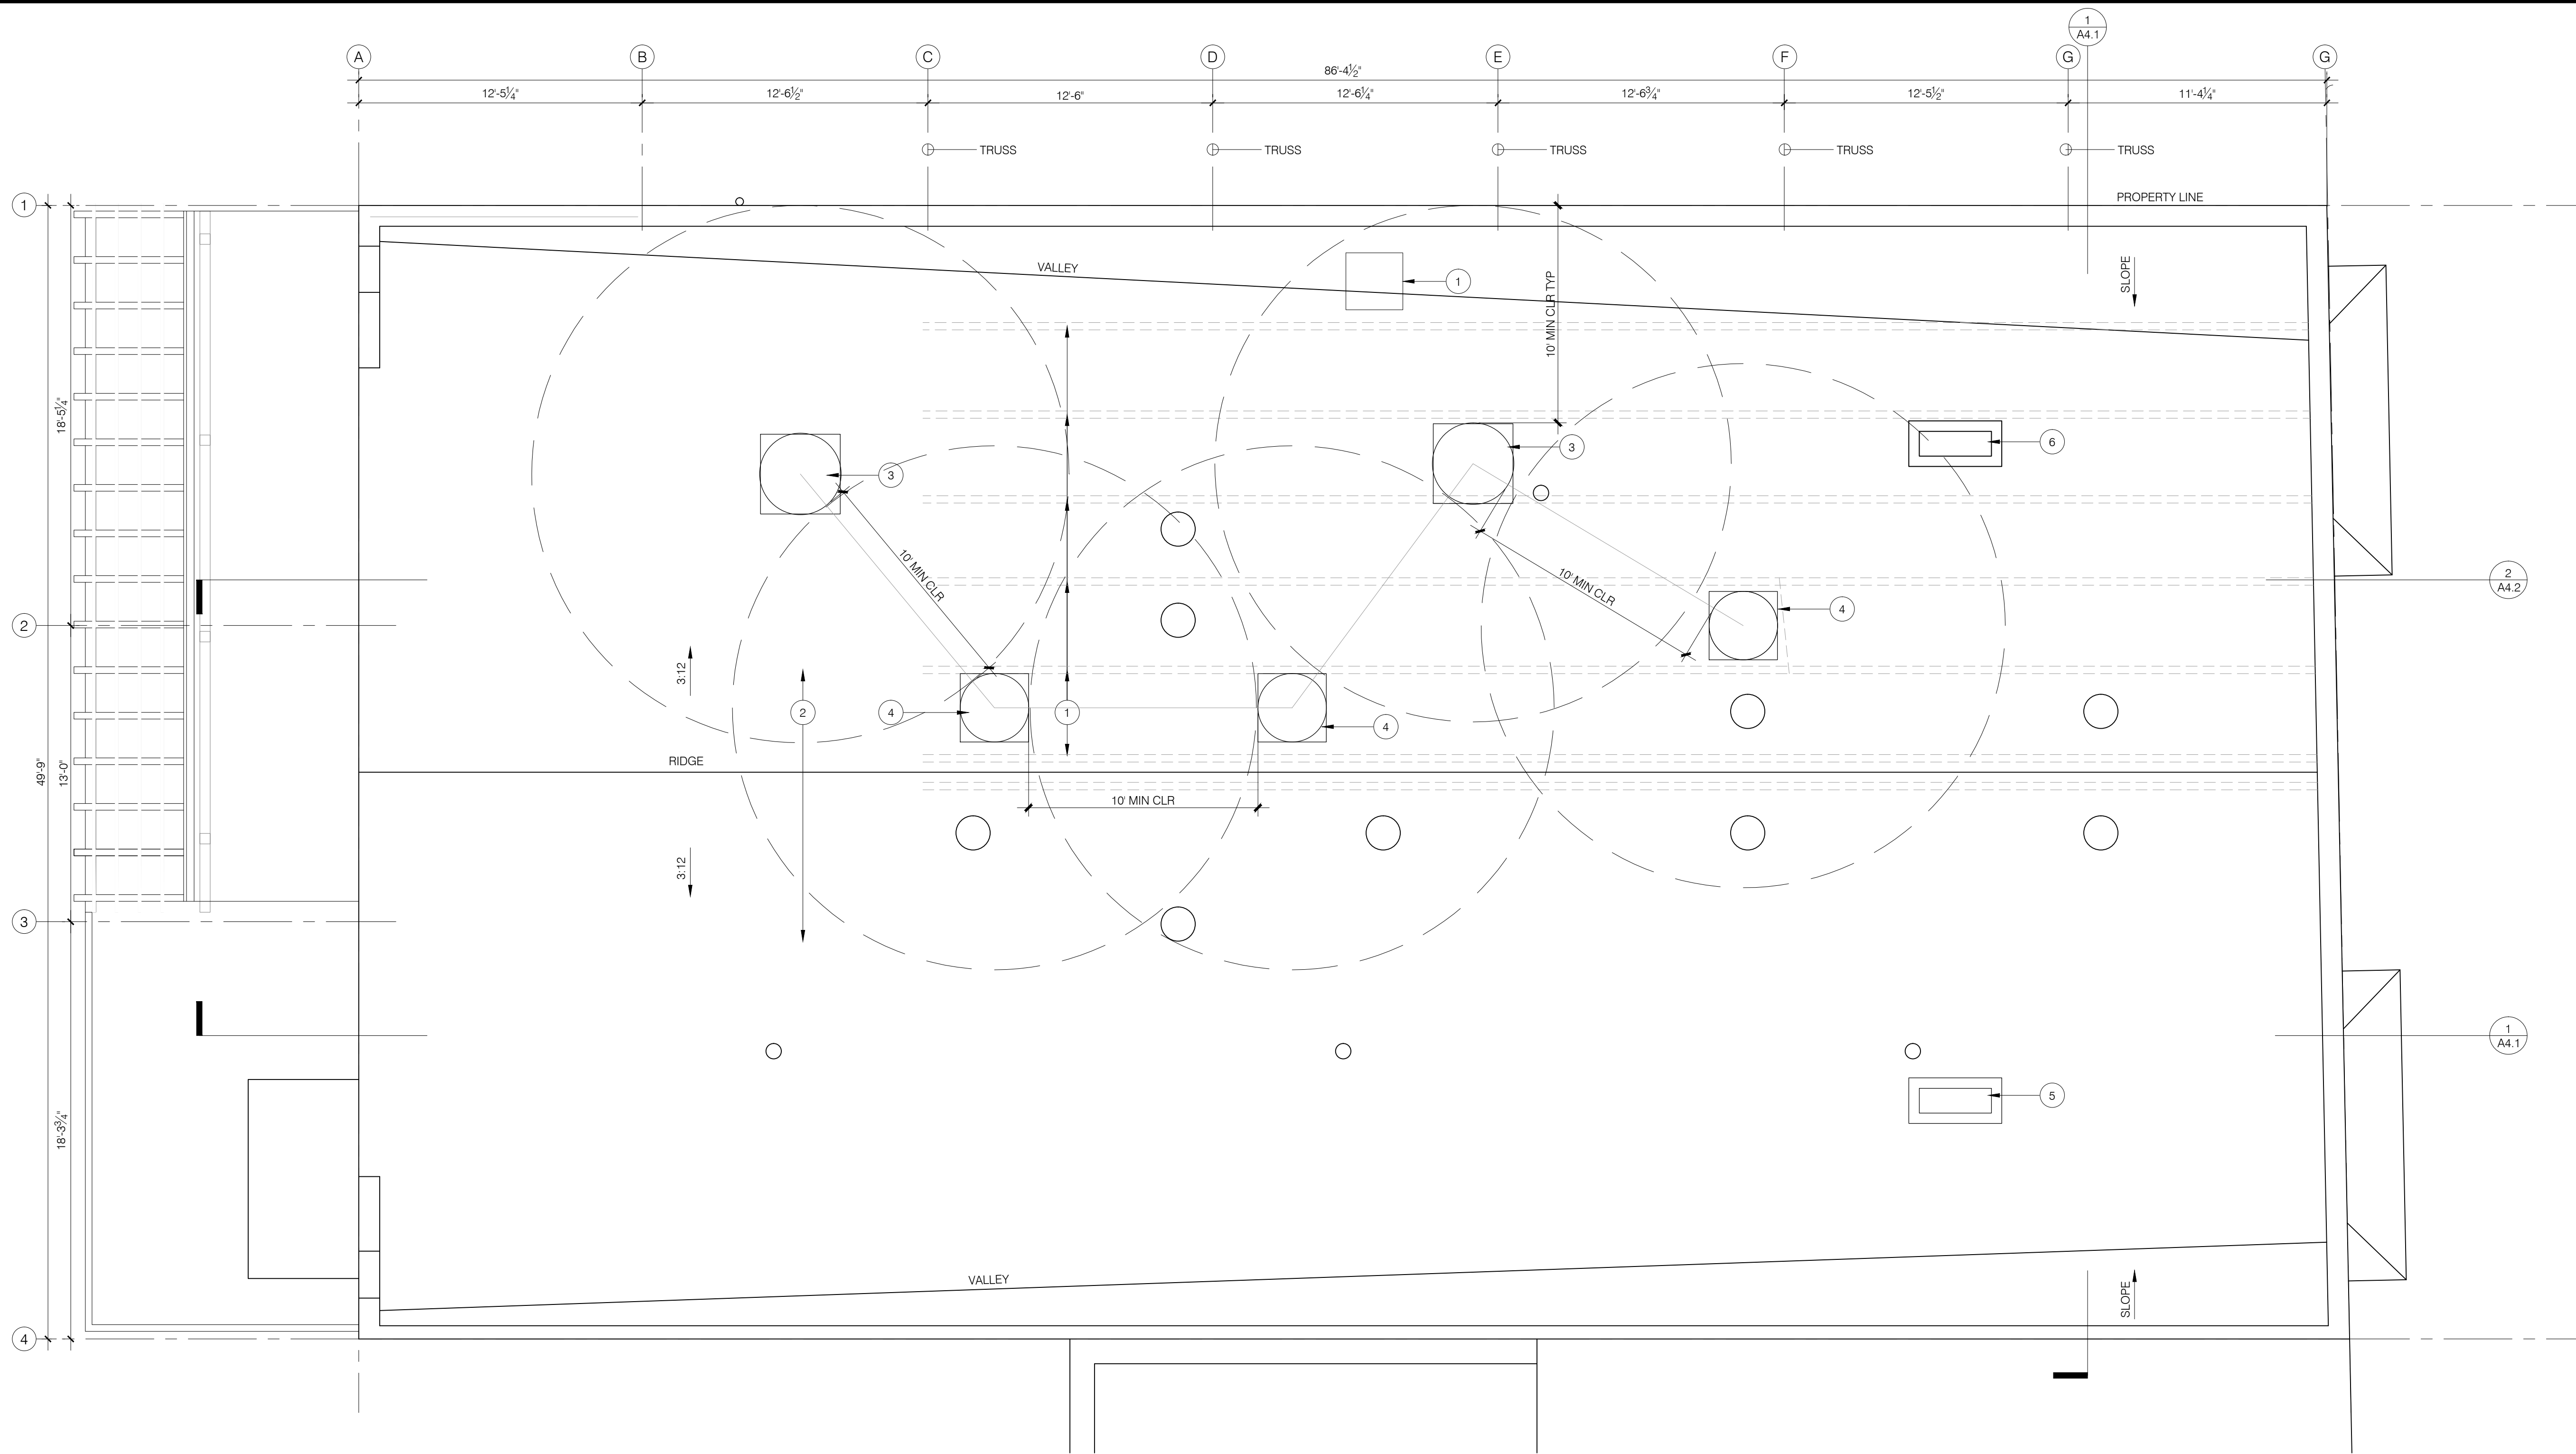 1
A4.1
A
B
C
D
E
F
G
G
86'-4½"
12'-5¼"
12'-6½"
12'-6"
12'-6¼"
12'-6¾"
12'-5½"
11'-4¼"
TRUSS
TRUSS
TRUSS
TRUSS
TRUSS
1
PROPERTY LINE
VALLEY
1
10' MIN CLR TYP
SLOPE
18'-5¼"
3
3
6
10' MIN CLR
10' MIN CLR
2
A4.2
4
2
3:12
2
4
1
4
RIDGE
49'-9"
13'-0"
10' MIN CLR
3:12
3
1
A4.1
5
18'-3¾"
VALLEY
SLOPE
4